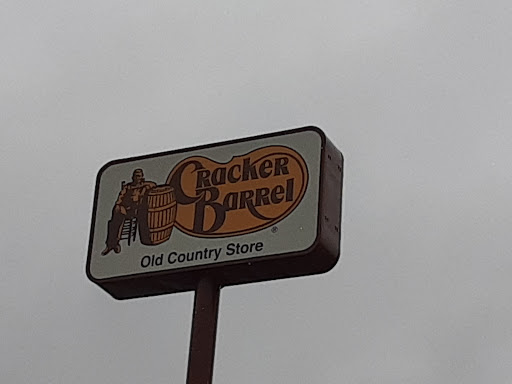 Cracker
Barrel
®
Old Country Store